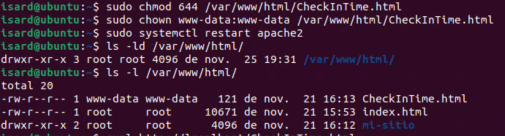 isard@ubuntu:~$ sudo chmod 644 /var/www/html/CheckInTime.html
isard@ubuntu:~$ sudo chown www-data:www-data /var/www/html/CheckInTime.html
isard@ubuntu:~$ sudo systemctl restart apache2
isard@ubuntu:~$ ls -ld /var/www/html/
drwxr-xr-x 3 root root 4096 de nov.  25 19:31 /var/www/html/
isard@ubuntu:~$ ls -l /var/www/html/
total 20
-rw-r--r-- 1 www-data www-data   121 de nov.  21 16:13 CheckInTime.html
-rw-r--r-- 1 root     root     10671 de nov.  21 15:53 index.html
drwxr-xr-x 2 root     root      4096 de nov.  21 16:12 mi-sitio